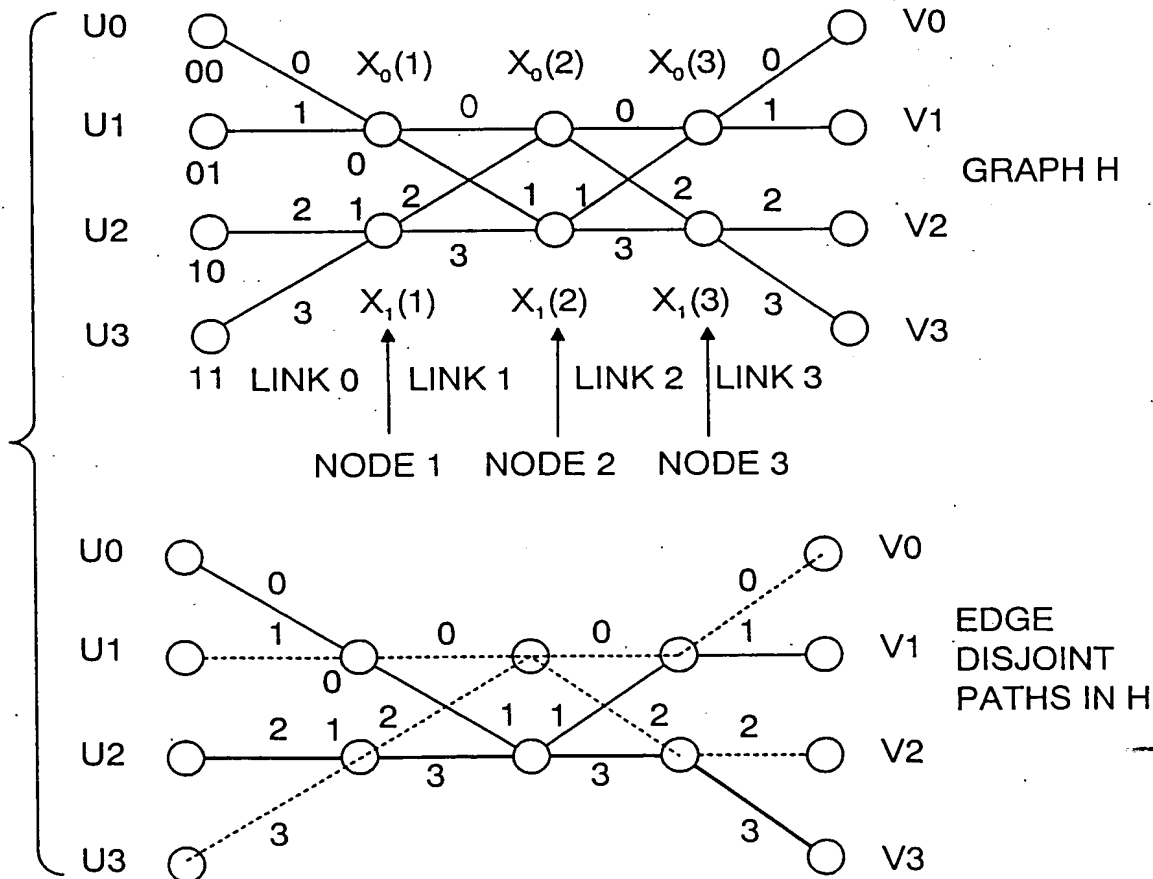 U0 V0
00 0 X₀(1) X₀(2) X₀(3) 0
U1 1 0 0 1 V1
01 0 GRAPH H
2 1 2 1 1 2 2
U2 3 3 V2
10
3 X₁(1) X₁(2) X₁(3) 3
U3 V3
11 LINK 0 LINK 1 LINK 2 LINK 3
NODE 1 NODE 2 NODE 3
U0 0 0 V0
U1 1 0 0 1 V1
0
EDGE
DISJOINT
PATHS IN H
2 1 2 1 1 2 2
U2 3 3 V2
3 3
U3 V3